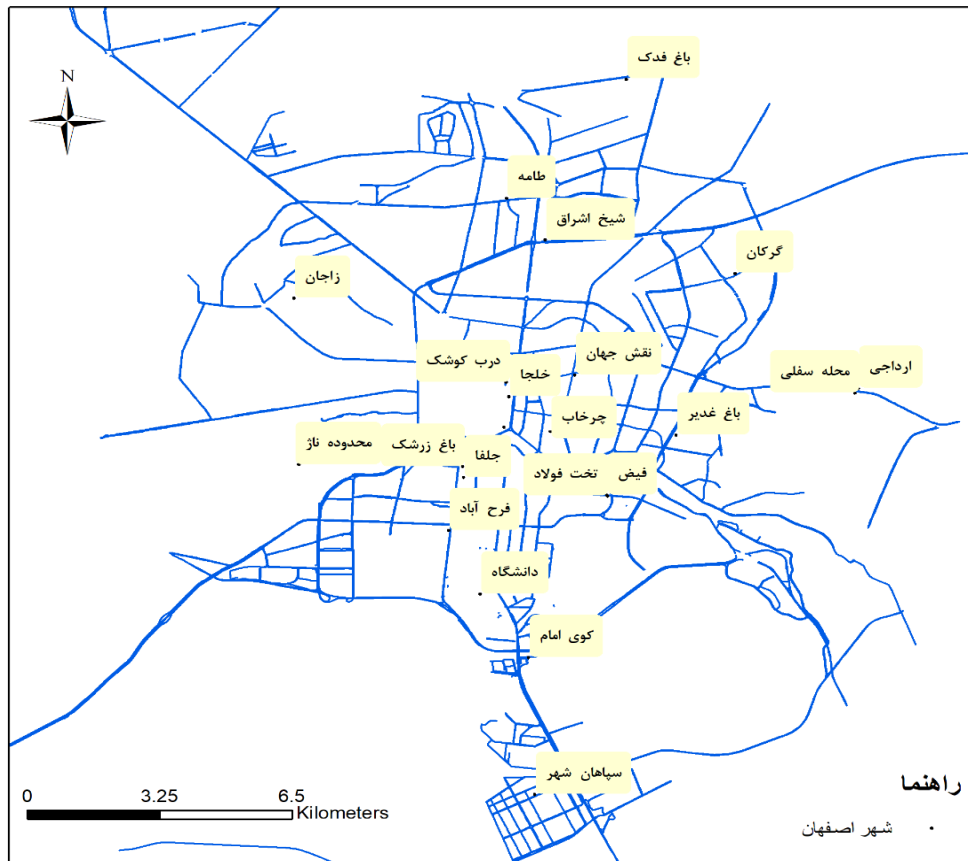 باغ فدک
N
طامه
شیخ اشراق
گرکان
زاجان
نقش جهان
درب کوشک
خلجا
ارداجی
محله سفلی
چرخاب
باغ غدیر
محدوده ناژ
باغ زرشک
جلفا
فیض
تخت فولاد
فرح آباد
دانشگاه
کوی امام
سپاهان شهر
راهنما
شهر اصفهان
0 3.25 6.5
Kilometers